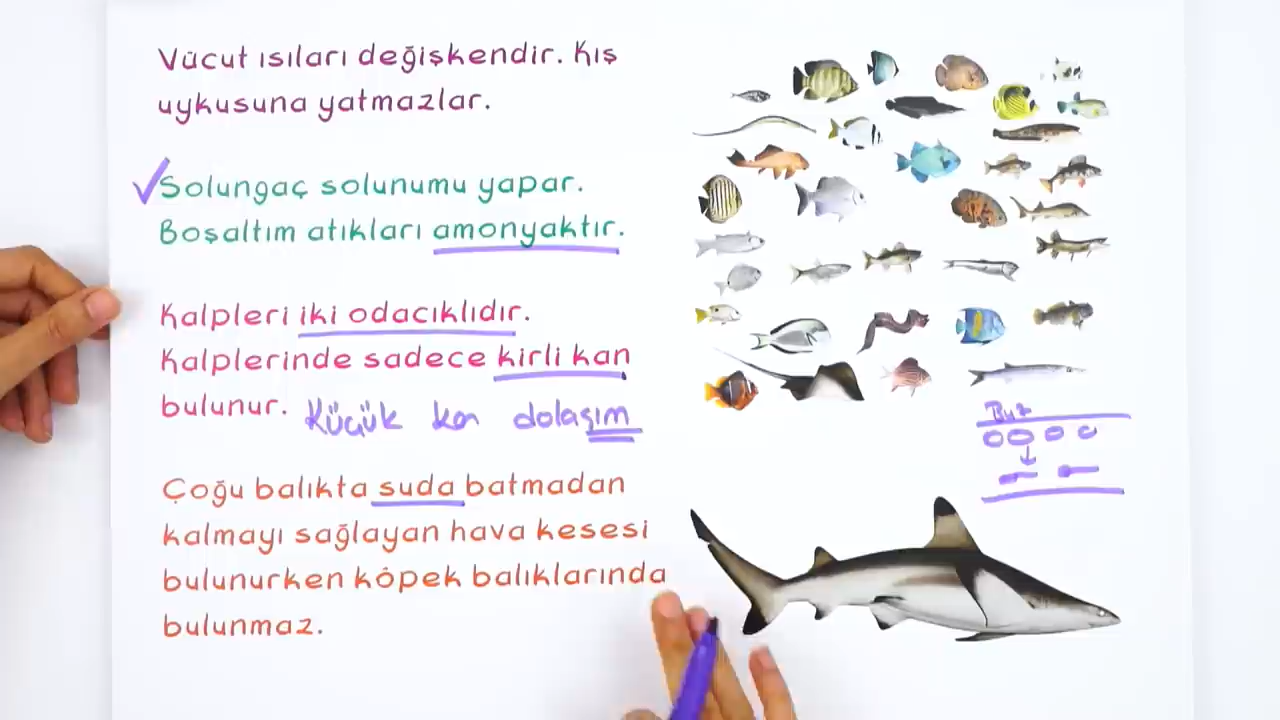 Vücut ısıları değişkendir. Kış
uykusuna yatmazlar.
Solungaç solunumu yapar.
Boşaltım atıkları amonyaktır.
Kalpleri iki odacıklıdır.
Kalplerinde sadece kirli kan
bulunur. Küçük kan dolaşım
Çoğu balıkta suda batmadan
kalmayı sağlayan hava kesesi
bulunurken köpek balıklarında
bulunmaz.
Buz